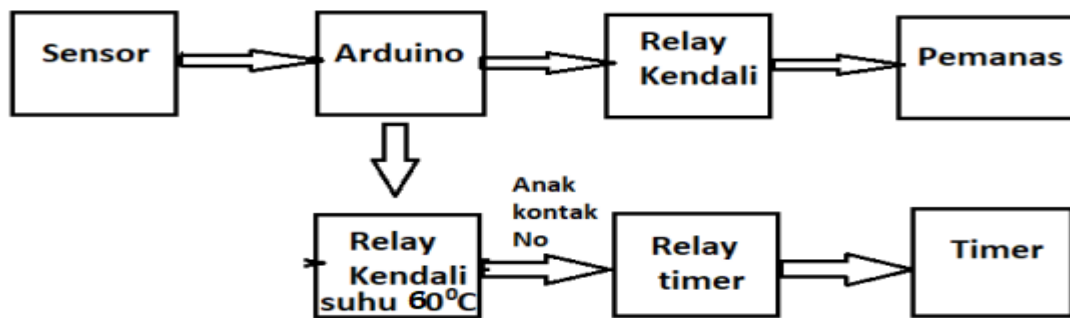 Sensor
Arduino
Relay
Kendali
Pemanas
Relay
Kendali
suhu 60⁰C
Anak
kontak
No
Relay
timer
Timer